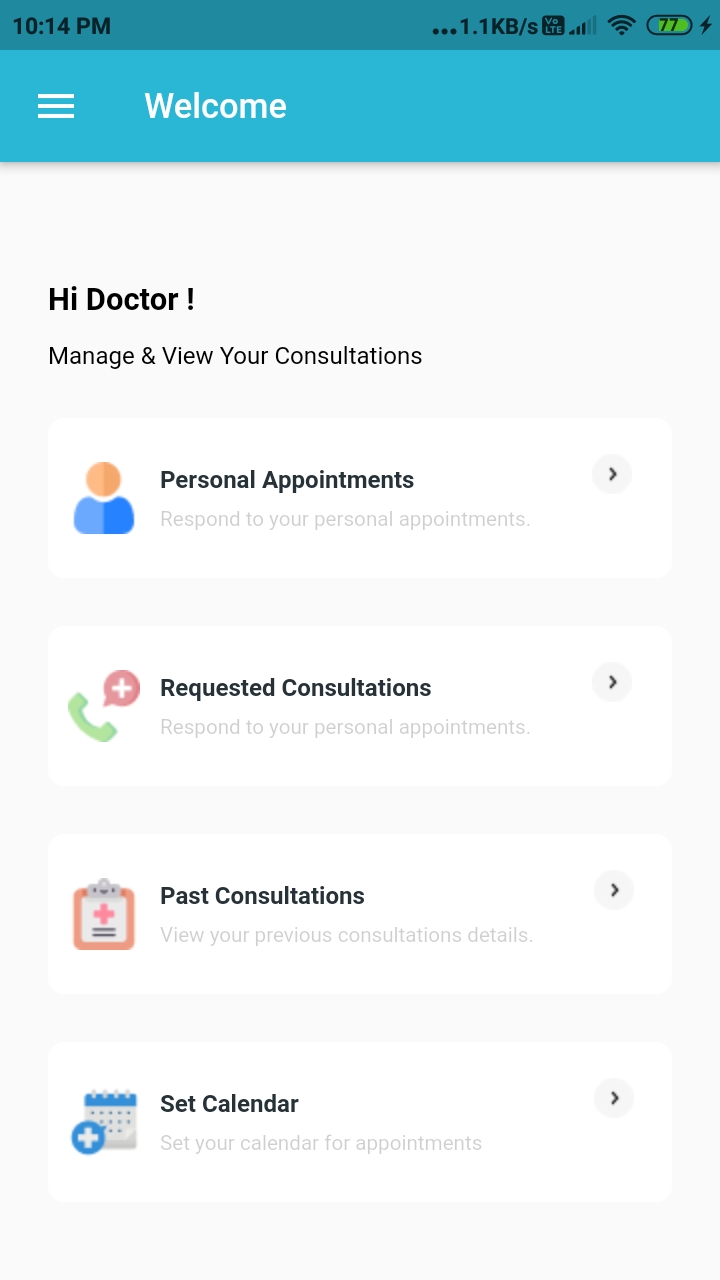 10:14 PM
...1.1KB/s Vo LTE 77
Welcome
Hi Doctor !
Manage & View Your Consultations
Personal Appointments
Respond to your personal appointments.
Requested Consultations
Respond to your personal appointments.
Past Consultations
View your previous consultations details.
Set Calendar
Set your calendar for appointments